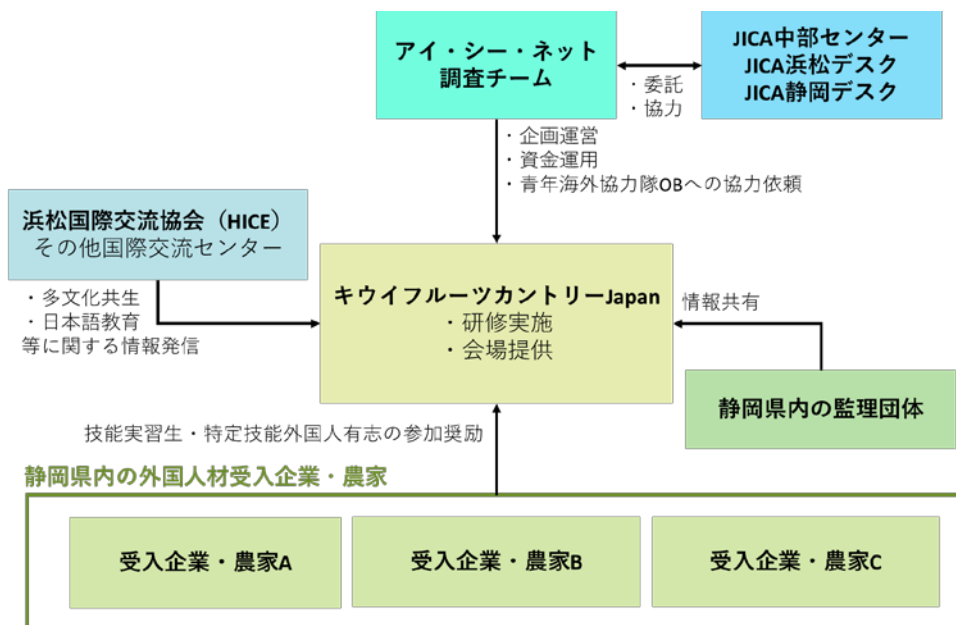 アイ・シー・ネット
調査チーム
JICA中部センター
JICA浜松デスク
JICA静岡デスク
・委託
・協力
・企画運営
・資金運用
・青年海外協力隊OBへの協力依頼
浜松国際交流協会（HICE）
その他国際交流センター
・多文化共生
・日本語教育
等に関する情報発信
キウイフルーツカントリーJapan
・研修実施
・会場提供
情報共有
静岡県内の監理団体
技能実習生・特定技能外国人有志の参加奨励
静岡県内の外国人材受入企業・農家
受入企業・農家A
受入企業・農家B
受入企業・農家C